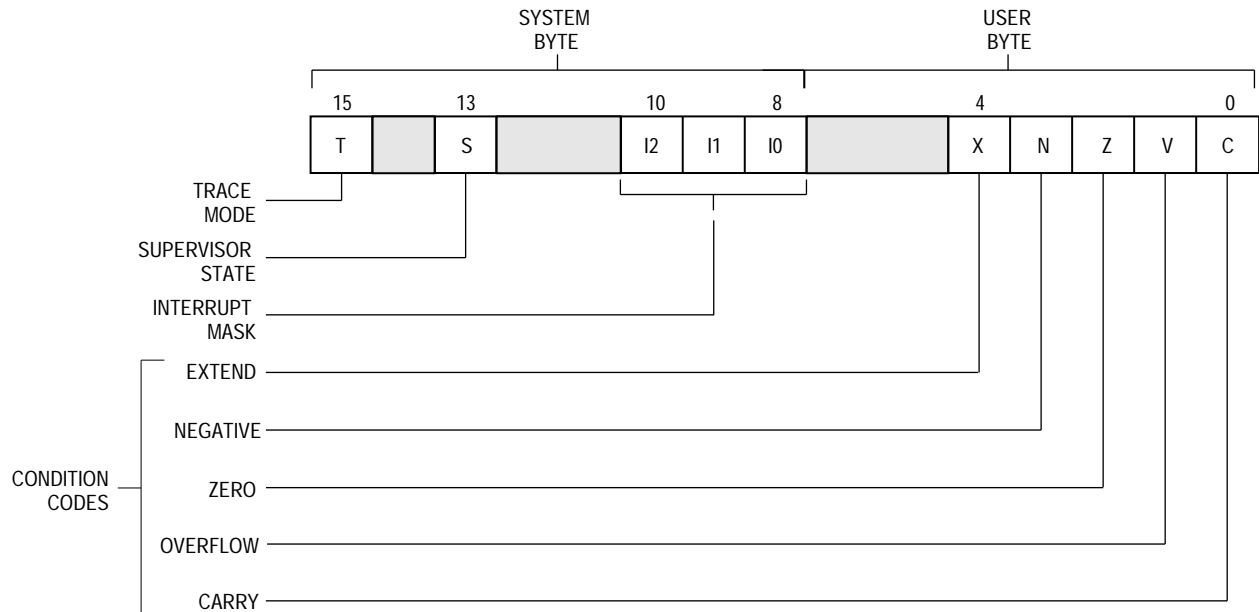 SYSTEM
BYTE
USER
BYTE
15 13 10 8 4 0
T S I2 I1 I0 X N Z V C
TRACE
MODE
SUPERVISOR
STATE
INTERRUPT
MASK
EXTEND
NEGATIVE
CONDITION
CODES
ZERO
OVERFLOW
CARRY